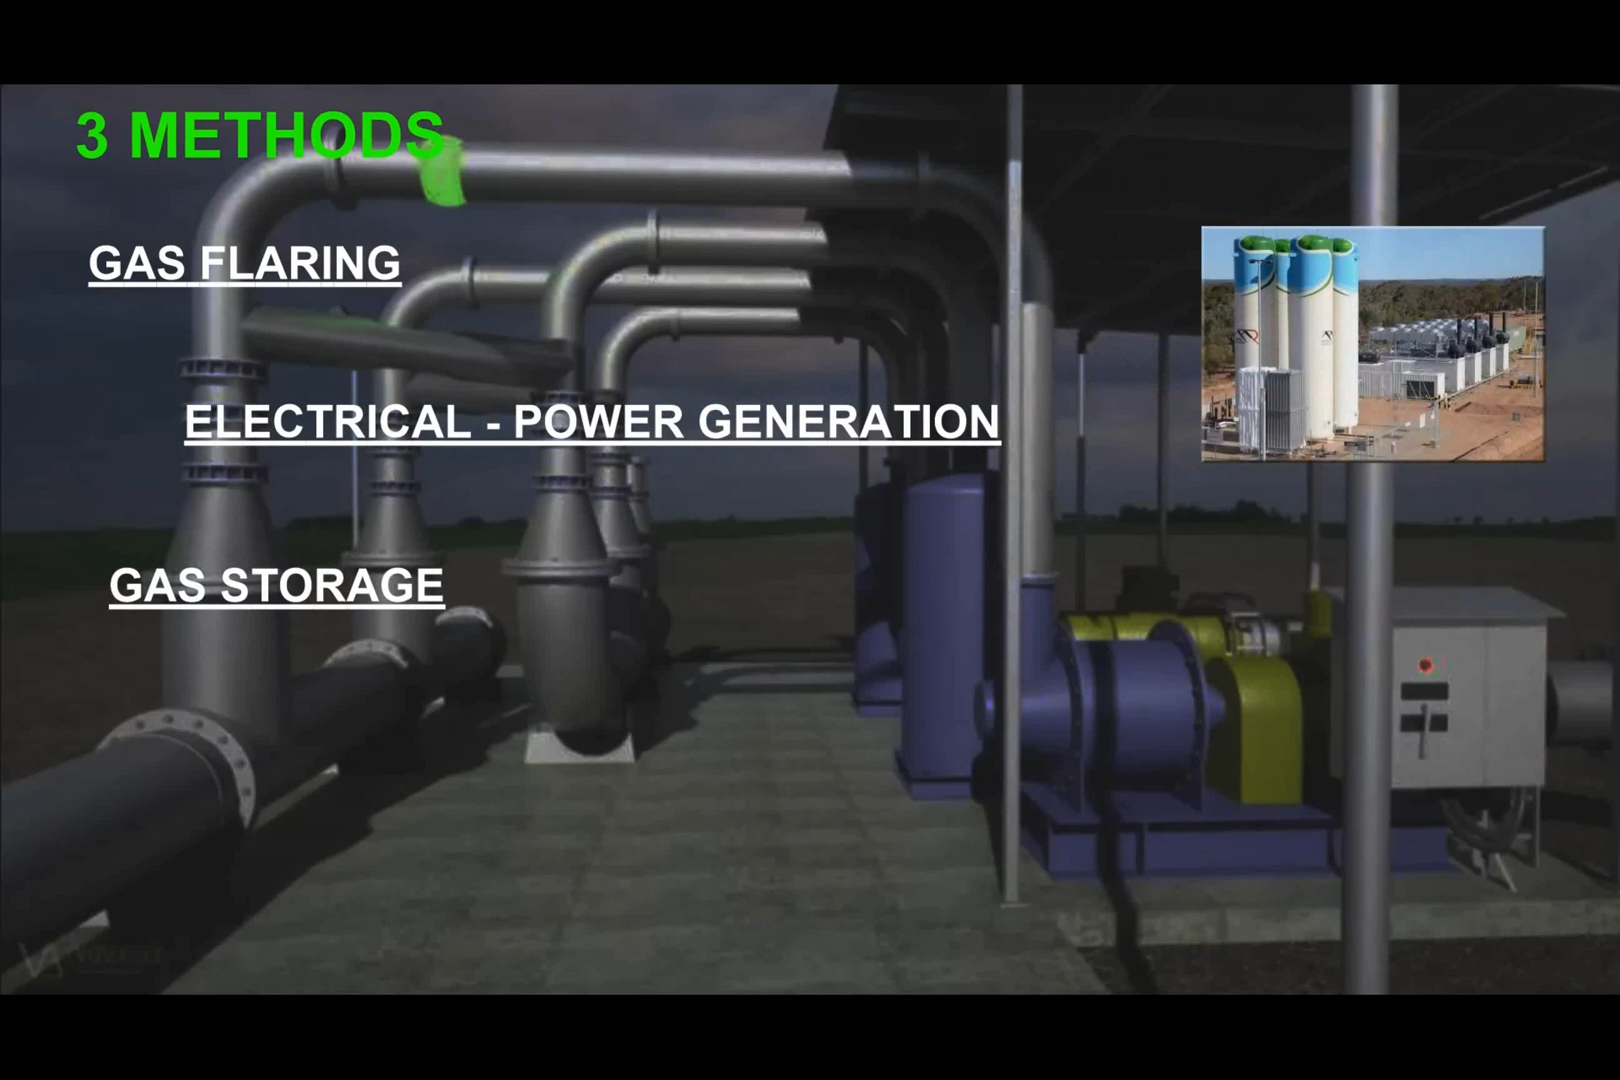 3 METHODS
GAS FLARING
ELECTRICAL - POWER GENERATION
GAS STORAGE